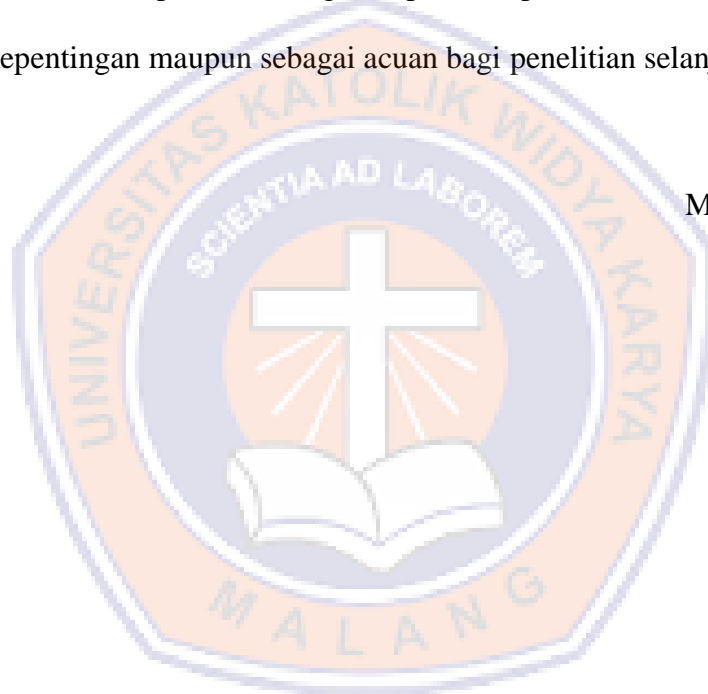 epentingan maupun sebagai acuan bagi penelitian selan
M
UNIVERSITAS KATOLIK WIDYA KARYA
SCIENTIA AD LABOREM
MALANG